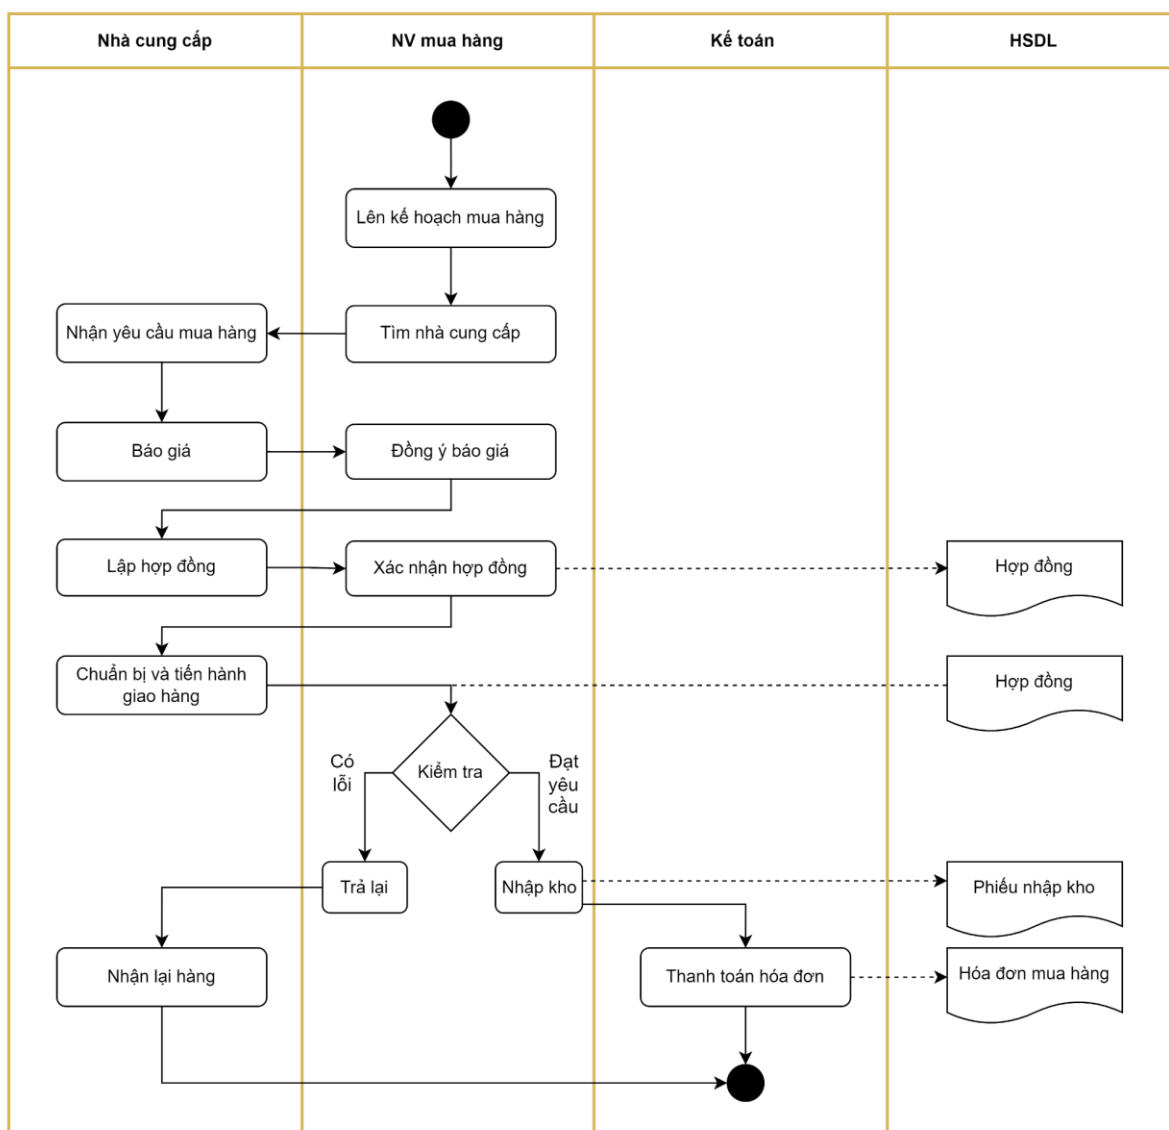 Nhà cung cấp
NV mua hàng
Kế toán
HSDL
Lên kế hoạch mua hàng
Nhận yêu cầu mua hàng
Tìm nhà cung cấp
Báo giá
Đồng ý báo giá
Lập hợp đồng
Xác nhận hợp đồng
Hợp đồng
Chuẩn bị và tiến hành
giao hàng
Hợp đồng
Kiểm tra
Có
lỗi
Đạt
yêu
cầu
Trả lại
Nhập kho
Phiếu nhập kho
Nhận lại hàng
Thanh toán hóa đơn
Hóa đơn mua hàng